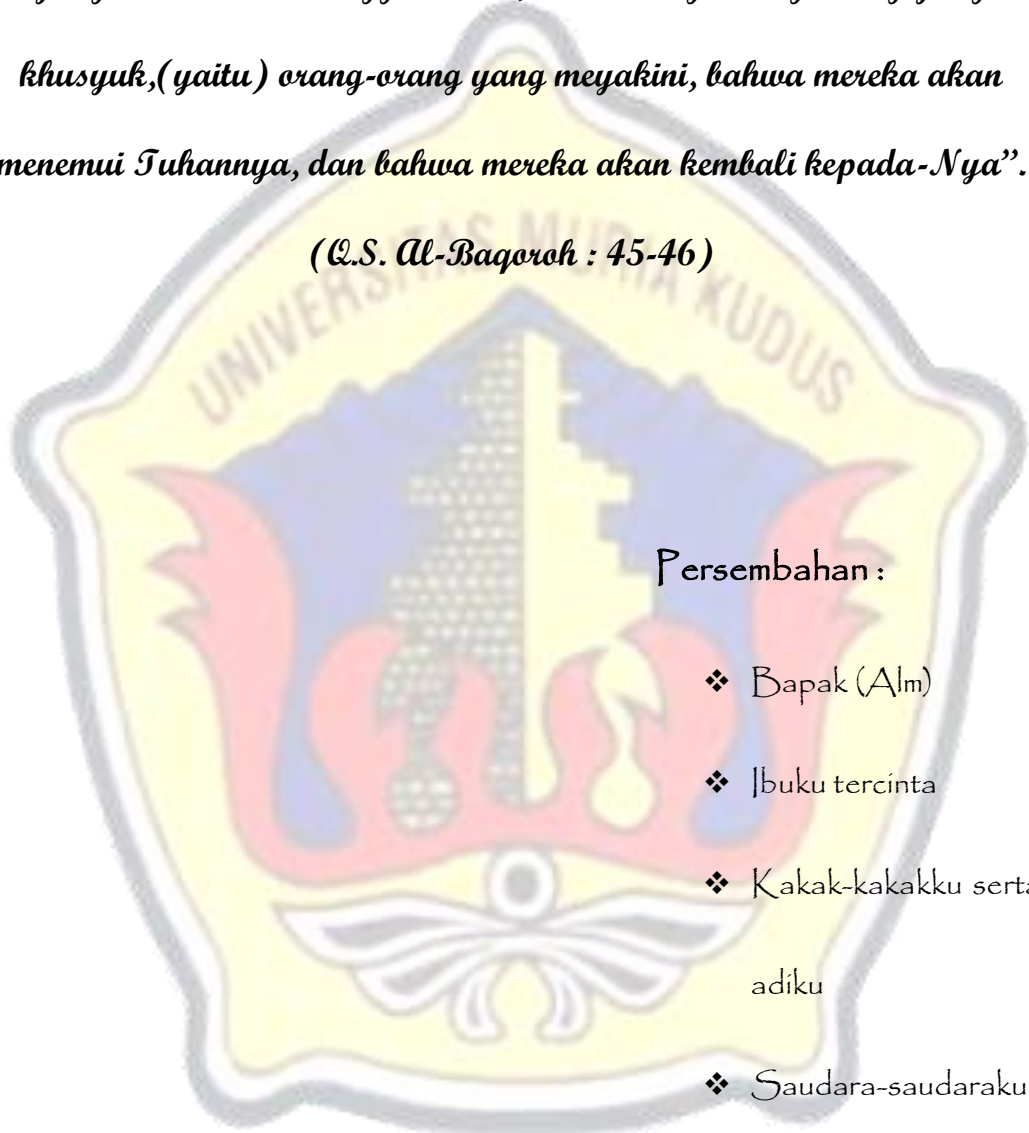 khusyuk,(yaitu) orang-orang yang meyakini, bahwa mereka akan
menemui Tuhannya, dan bahwa mereka akan kembali kepada-Nya”.
(Q.S. Al-Baqoroh : 45-46)
UNIVERSITAS MURIA KUDUS
Persembahan :
❖ Bapak (Alm)
❖ Ibuku tercinta
❖ Kakak-kakakku serta
adiku
❖ Saudara-saudaraku